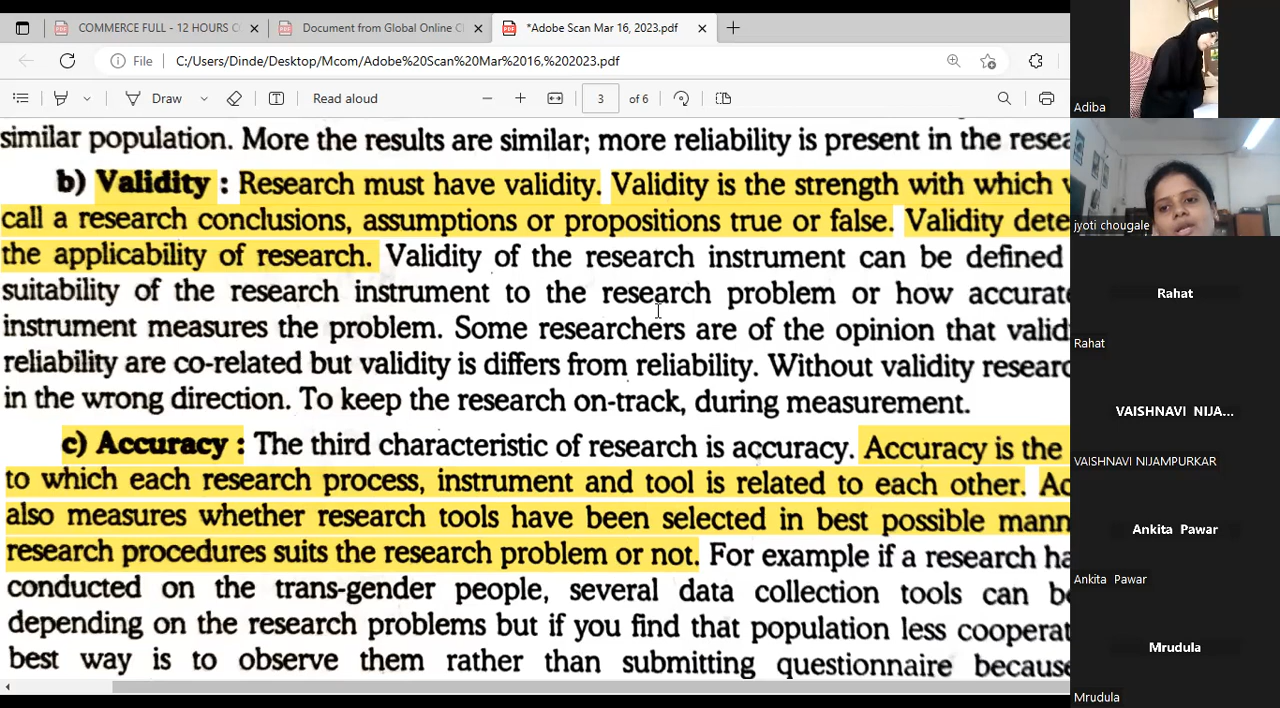 COMMERCE FULL - 12 HOURS O
Document from Global Online Cl
*Adobe Scan Mar 16, 2023.pdf
File C:/Users/Dinde/Desktop/Mcom/Adobe%20Scan%20Mar%2016,%202023.pdf
Draw Read aloud 3 of 6
similar population. More the results are similar; more reliability is present in the resea
b) Validity : Research must have validity. Validity is the strength with which
call a research conclusions, assumptions or propositions true or false. Validity dete
the applicability of research. Validity of the research instrument can be defined
suitability of the research instrument to the research problem or how accurate
instrument measures the problem. Some researchers are of the opinion that valid
reliability are co-related but validity is differs from reliability. Without validity researc
in the wrong direction. To keep the research on-track, during measurement.
c) Accuracy : The third characteristic of research is accuracy. Accuracy is the
to which each research process, instrument and tool is related to each other. Ac
also measures whether research tools have been selected in best possible mann
research procedures suits the research problem or not. For example if a research ha
conducted on the trans-gender people, several data collection tools can be
depending on the research problems but if you find that population less cooperat
best way is to observe them rather than submitting questionnaire because
Adiba
jyoti chougale
Rahat
Rahat
VAISHNAVI NIJA...
VAISHNAVI NIJAMPURKAR
Ankita Pawar
Ankita Pawar
Mrudula
Mrudula